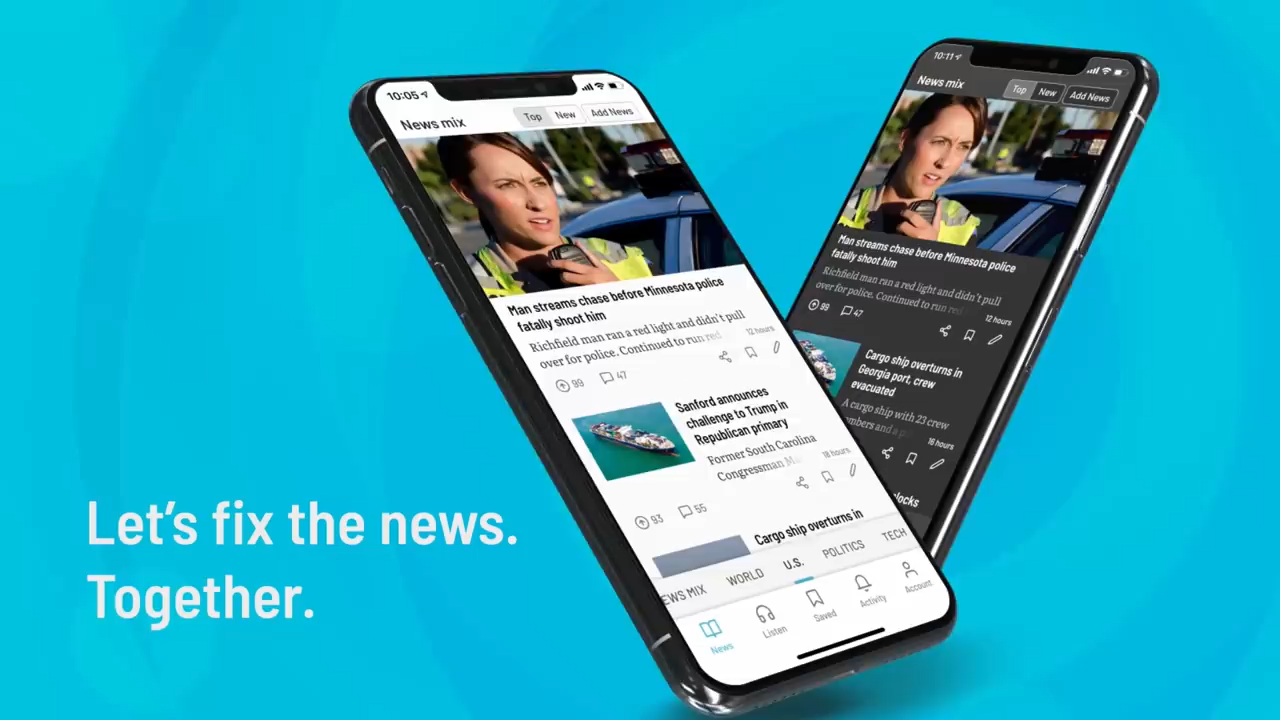 10:05
News mix
Top
New
Add News
Man streams chase before Minnesota police
fatally shoot him
Richfield man ran a red light and didn't pull
over for police. Continued to run red
12 hours
99
47
Sanford announces
challenge to Trump in
Republican primary
Former South Carolina
Congressman M
18 hours
93
55
Cargo ship overturns in
EWS MIX
WORLD
U.S.
POLITICS
TECH
News
Listen
Saved
Activity
Account
10:11
News mix
Top
New
Add News
Man streams chase before Minnesota police
fatally shoot him
Richfield man ran a red light and didn't pull
over for police. Continued to run red
12 hours
99
47
Cargo ship overturns in
Georgia port, crew
evacuated
A cargo ship with 23 crew
mbers and a p
16 hours
locks
Let's fix the news.
Together.